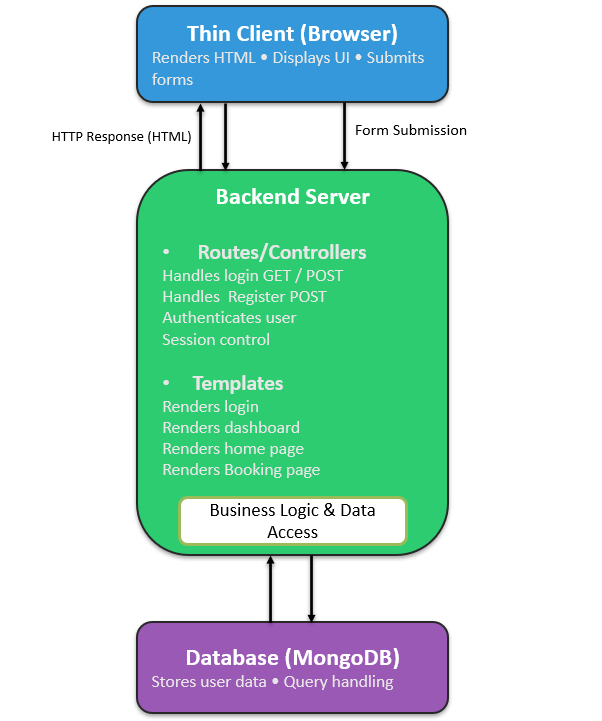 Thin Client (Browser)
Renders HTML • Displays UI • Submits
forms
HTTP Response (HTML)
Form Submission
Backend Server
• Routes/Controllers
Handles login GET / POST
Handles  Register POST
Authenticates user
Session control
• Templates
Renders login
Renders dashboard
Renders home page
Renders Booking page
Business Logic & Data
Access
Database (MongoDB)
Stores user data • Query handling